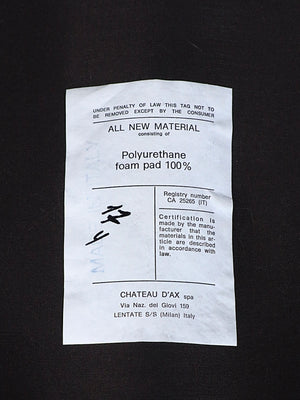 UNDER PENALTY OF LAW THIS TAG NOT TO
BE REMOVED EXCEPT BY THE CONSUMER
ALL NEW MATERIAL
consisting of
Polyurethane
foam pad 100%
Registry number
CA 25265 (IT)
Certification is
made by the manu-
facturer that the
materials in this ar-
ticle are described
in accordance with
law.
CHATEAU D'AX spa
Via Naz. dei Giovi 159
LENTATE S/S (Milan) Italy